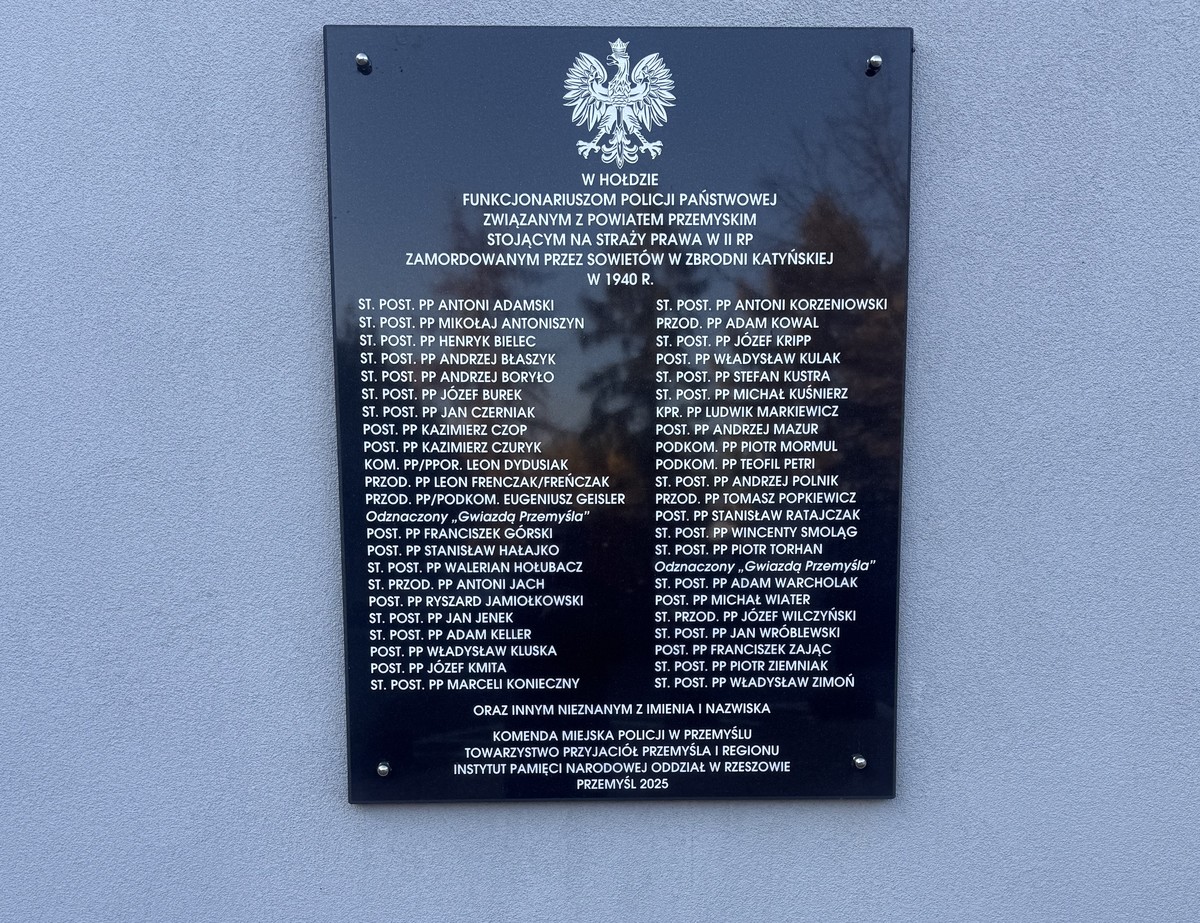 W HOŁDZIE
FUNKCJONARIUSZOM POLICJI PAŃSTWOWEJ
ZWIĄZANYM Z POWIATEM PRZEMYSKIM
STOJĄCYM NA STRAŻY PRAWA W II RP
ZAMORDOWANYM PRZEZ SOWIETÓW W ZBRODNI KATYŃSKIEJ
W 1940 R.
ST. POST. PP ANTONI ADAMSKI
ST. POST. PP MIKOŁAJ ANTONISZYN
ST. POST. PP HENRYK BIELEC
ST. POST. PP ANDRZEJ BŁASZYK
ST. POST. PP ANDRZEJ BORYŁO
ST. POST. PP JÓZEF BUREK
ST. POST. PP JAN CZERNIAK
POST. PP KAZIMIERZ CZOP
POST. PP KAZIMIERZ CZURYK
KOM. PP/PPOR. LEON DYDUSIAK
PRZOD. PP LEON FRENCZAK/FREŃCZAK
PRZOD. PP/PODKOM. EUGENIUSZ GEISLER
Odznaczony „Gwiazdą Przemyśla”
POST. PP FRANCISZEK GÓRSKI
POST. PP STANISŁAW HAŁAJKO
ST. POST. PP WALERIAN HOŁUBACZ
ST. PRZOD. PP ANTONI JACH
POST. PP RYSZARD JAMIOŁKOWSKI
ST. POST. PP JAN JENEK
ST. POST. PP ADAM KELLER
POST. PP WŁADYSŁAW KLUSKA
POST. PP JÓZEF KMITA
ST. POST. PP MARCELI KONIECZNY
ST. POST. PP ANTONI KORZENIOWSKI
PRZOD. PP ADAM KOWAL
ST. POST. PP JÓZEF KRIPP
POST. PP WŁADYSŁAW KULAK
ST. POST. PP STEFAN KUSTRA
ST. POST. PP MICHAŁ KUŚNIERZ
KPR. PP LUDWIK MARKIEWICZ
POST. PP ANDRZEJ MAZUR
PODKOM. PP PIOTR MORMUL
PODKOM. PP TEOFIL PETRI
ST. POST. PP ANDRZEJ POLNIK
PRZOD. PP TOMASZ POPKIEWICZ
POST. PP STANISŁAW RATAJCZAK
ST. POST. PP WINCENTY SMOLĄG
ST. POST. PP PIOTR TORHAN
Odznaczony „Gwiazdą Przemyśla”
ST. POST. PP ADAM WARCHOLAK
POST. PP MICHAŁ WIATER
ST. PRZOD. PP JÓZEF WILCZYŃSKI
ST. POST. PP JAN WRÓBLEWSKI
POST. PP FRANCISZEK ZAJĄC
ST. POST. PP PIOTR ZIEMNIAK
ST. POST. PP WŁADYSŁAW ZIMOŃ
ORAZ INNYM NIEZNANYM Z IMIENIA I NAZWISKA
KOMENDA MIEJSKA POLICJI W PRZEMYŚLU
TOWARZYSTWO PRZYJACIÓŁ PRZEMYŚLA I REGIONU
INSTYTUT PAMIĘCI NARODOWEJ ODDZIAŁ W RZESZOWIE
PRZEMYŚL 2025